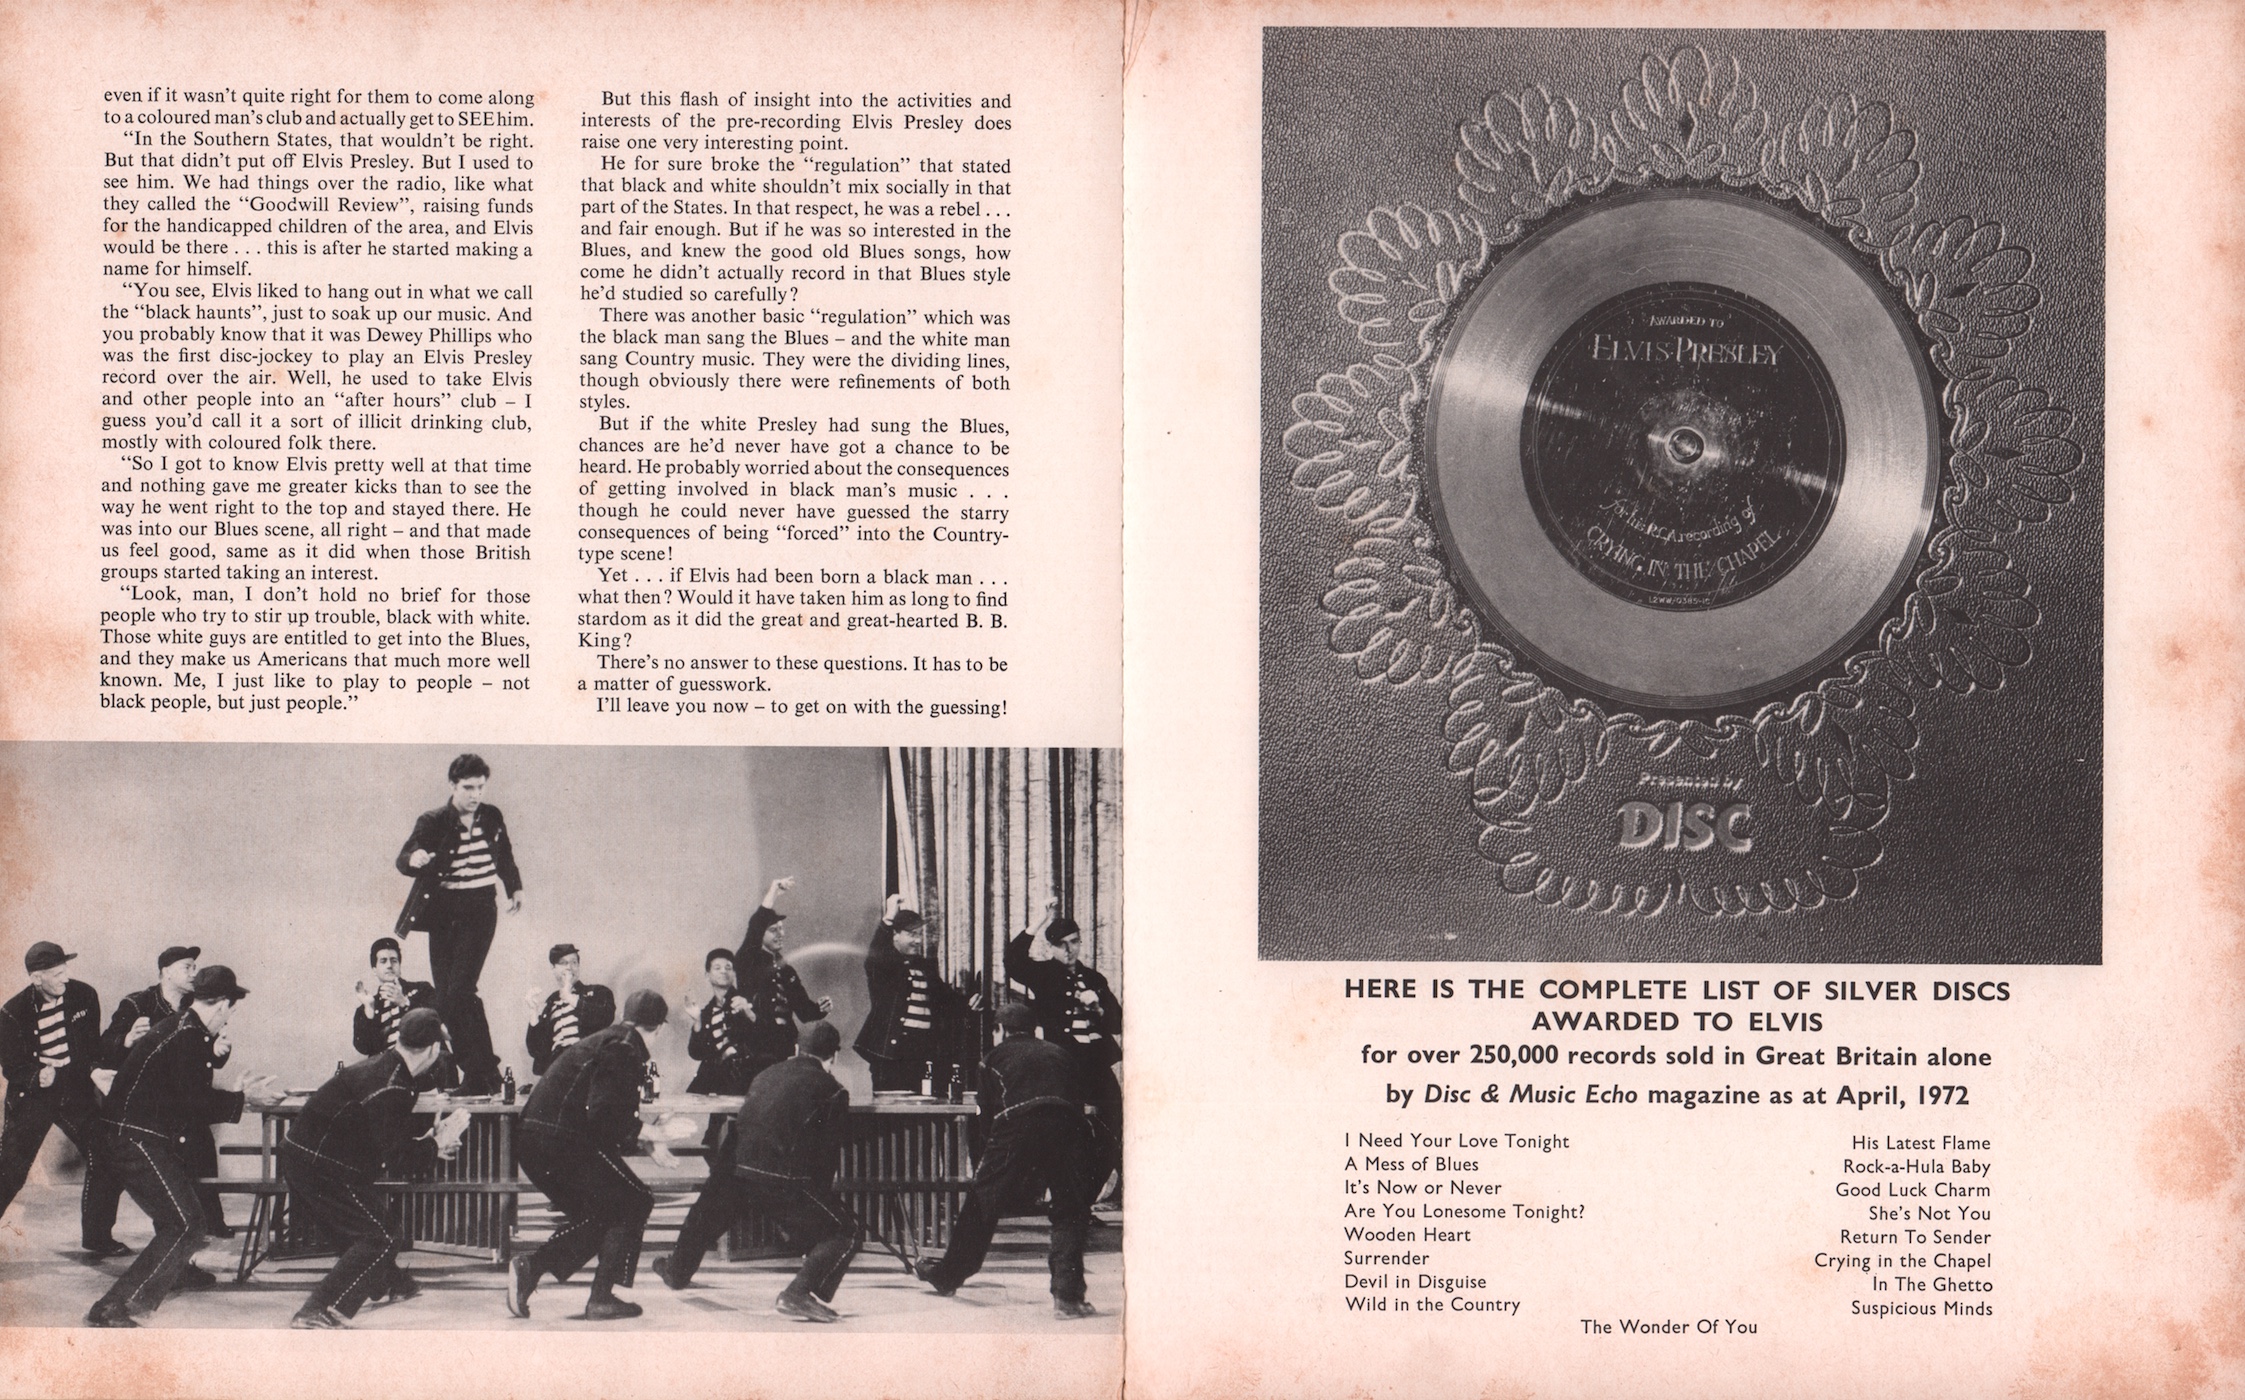 even if it wasn't quite right for them to come along
to a coloured man's club and actually get to SEE him.
"In the Southern States, that wouldn't be right.
But that didn't put off Elvis Presley. But I used to
see him. We had things over the radio, like what
they called the "Goodwill Review", raising funds
for the handicapped children of the area, and Elvis
would be there . . . this is after he started making a
name for himself.
"You see, Elvis liked to hang out in what we call
the "black haunts", just to soak up our music. And
you probably know that it was Dewey Phillips who
was the first disc-jockey to play an Elvis Presley
record over the air. Well, he used to take Elvis
and other people into an "after hours" club – I
guess you'd call it a sort of illicit drinking club,
mostly with coloured folk there.
"So I got to know Elvis pretty well at that time
and nothing gave me greater kicks than to see the
way he went right to the top and stayed there. He
was into our Blues scene, all right – and that made
us feel good, same as it did when those British
groups started taking an interest.
"Look, man, I don't hold no brief for those
people who try to stir up trouble, black with white.
Those white guys are entitled to get into the Blues,
and they make us Americans that much more well
known. Me, I just like to play to people – not
black people, but just people."
But this flash of insight into the activities and
interests of the pre-recording Elvis Presley does
raise one very interesting point.
He for sure broke the "regulation" that stated
that black and white shouldn't mix socially in that
part of the States. In that respect, he was a rebel . . .
and fair enough. But if he was so interested in the
Blues, and knew the good old Blues songs, how
come he didn't actually record in that Blues style
he'd studied so carefully?
There was another basic "regulation" which was
the black man sang the Blues – and the white man
sang Country music. They were the dividing lines,
though obviously there were refinements of both
styles.
But if the white Presley had sung the Blues,
chances are he'd never have got a chance to be
heard. He probably worried about the consequences
of getting involved in black man's music . . .
though he could never have guessed the starry
consequences of being "forced" into the Country-
type scene!
Yet . . . if Elvis had been born a black man . . .
what then? Would it have taken him as long to find
stardom as it did the great and great-hearted B. B.
King?
There's no answer to these questions. It has to be
a matter of guesswork.
I'll leave you now – to get on with the guessing!
AWARDED TO
ELVIS PRESLEY
For his R.C.A recording of
CRYING IN THE CHAPEL
Presented by
DISC
HERE IS THE COMPLETE LIST OF SILVER DISCS
AWARDED TO ELVIS
for over 250,000 records sold in Great Britain alone
by Disc & Music Echo magazine as at April, 1972
I Need Your Love Tonight
A Mess of Blues
It's Now or Never
Are You Lonesome Tonight?
Wooden Heart
Surrender
Devil in Disguise
Wild in the Country
His Latest Flame
Rock-a-Hula Baby
Good Luck Charm
She's Not You
Return To Sender
Crying in the Chapel
In The Ghetto
Suspicious Minds
The Wonder Of You